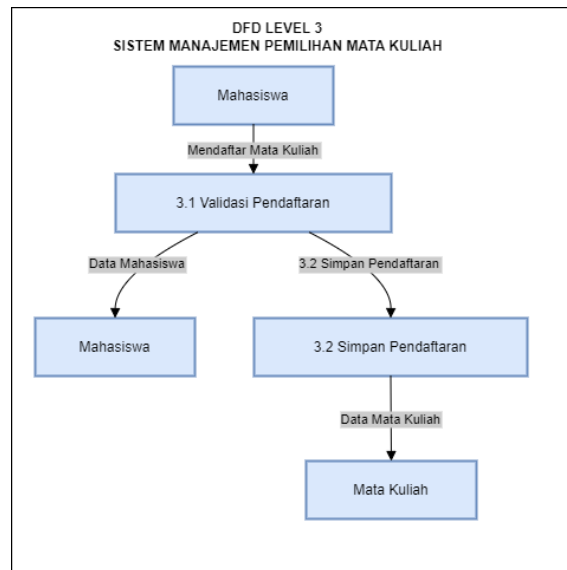 DFD LEVEL 3
SISTEM MANAJEMEN PEMILIHAN MATA KULIAH
Mahasiswa
Mendaftar Mata Kuliah
3.1 Validasi Pendaftaran
Data Mahasiswa
3.2 Simpan Pendaftaran
Mahasiswa
3.2 Simpan Pendaftaran
Data Mata Kuliah
Mata Kuliah